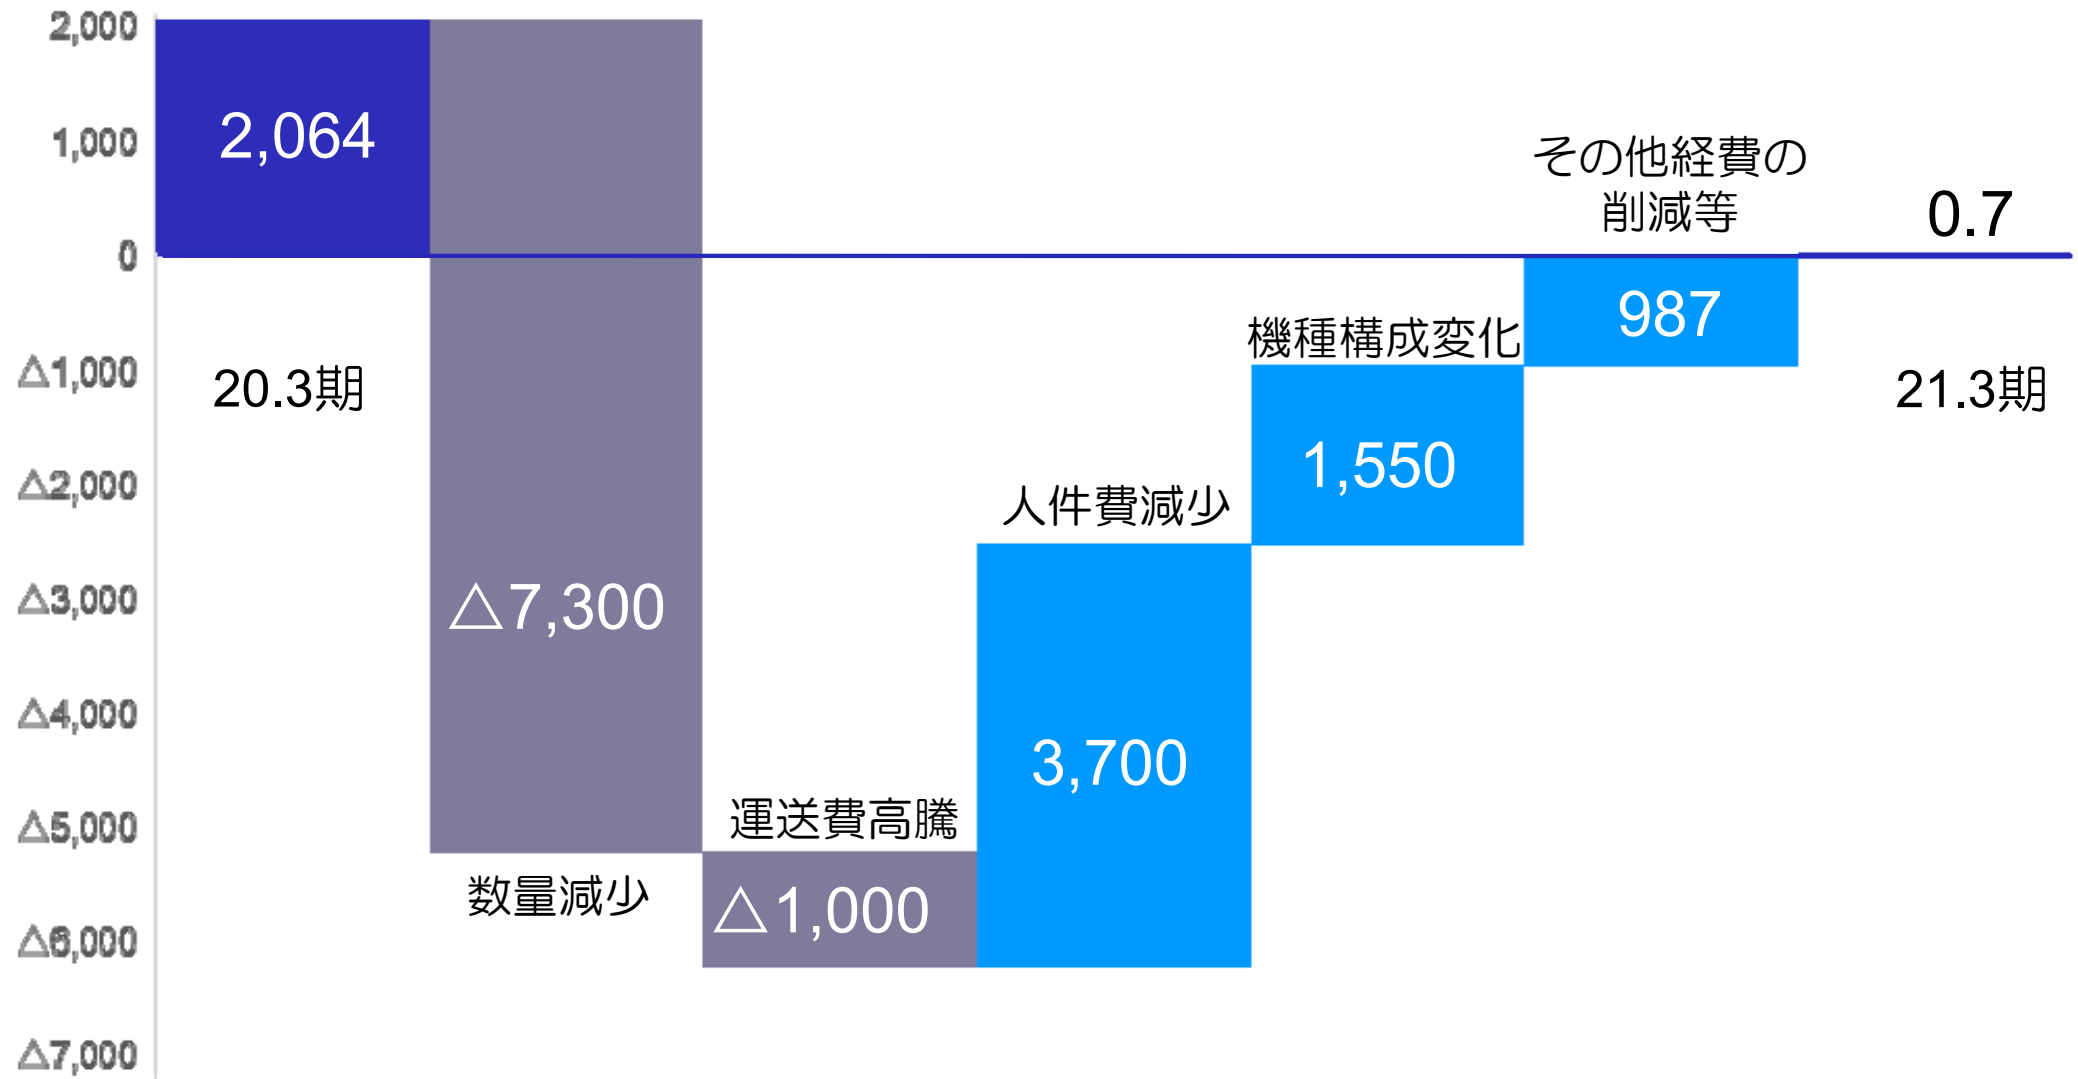 2,000
1,000
0
△1,000
△2,000
△3,000
△4,000
△5,000
△6,000
△7,000
2,064
20.3期
△7,300
数量減少
運送費高騰
△1,000
人件費減少
3,700
機種構成変化
1,550
その他経費の
削減等
987
0.7
21.3期